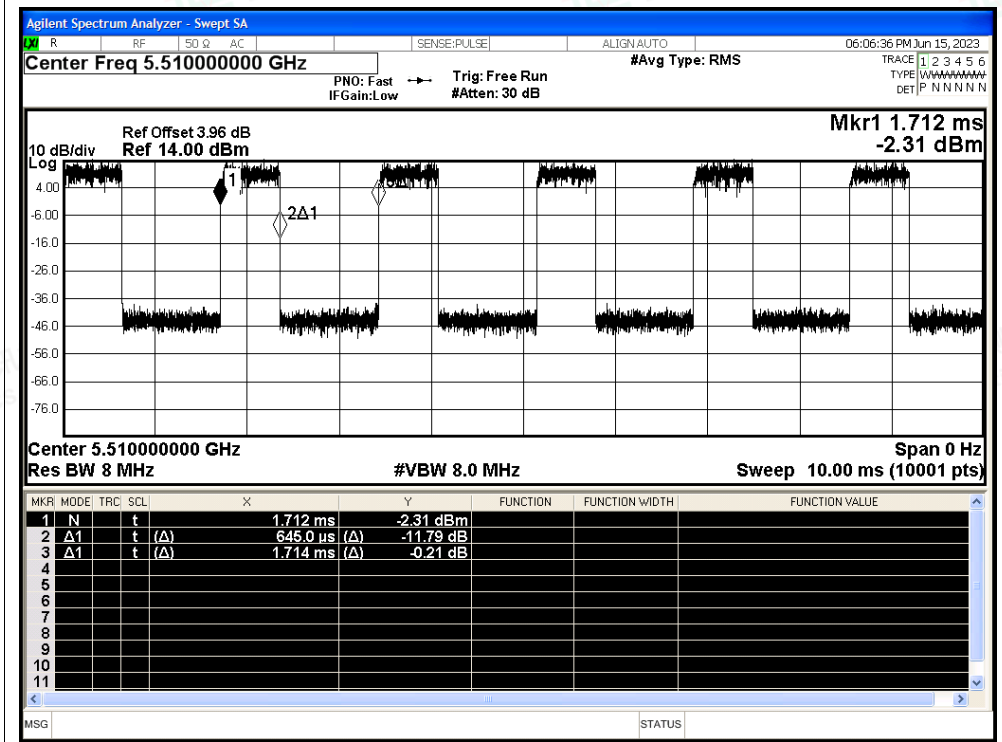 Agilent Spectrum Analyzer - Swept SA
LXI R RF 50 Ω AC SENSE:PULSE ALIGN AUTO 06:06:36 PM Jun 15, 2023
Center Freq 5.510000000 GHz #Avg Type: RMS TRACE 1 2 3 4 5 6
PNO: Fast Trig: Free Run TYPE
IFGain:Low #Atten: 30 dB DET P N N N N N
Mkr1 1.712 ms
Ref Offset 3.96 dB
10 dB/div Ref 14.00 dBm -2.31 dBm
Log
4.00
-6.00
-16.0
-26.0
-36.0
-46.0
-56.0
-66.0
-76.0
1
2Δ1
Center 5.510000000 GHz Span 0 Hz
Res BW 8 MHz #VBW 8.0 MHz Sweep 10.00 ms (10001 pts)
MKR MODE TRC SCL X Y FUNCTION FUNCTION WIDTH FUNCTION VALUE
1 N t 1.712 ms -2.31 dBm
2 Δ1 t (Δ) 645.0 µs (Δ) -11.79 dB
3 Δ1 t (Δ) 1.714 ms (Δ) -0.21 dB
4
5
6
7
8
9
10
11
MSG STATUS